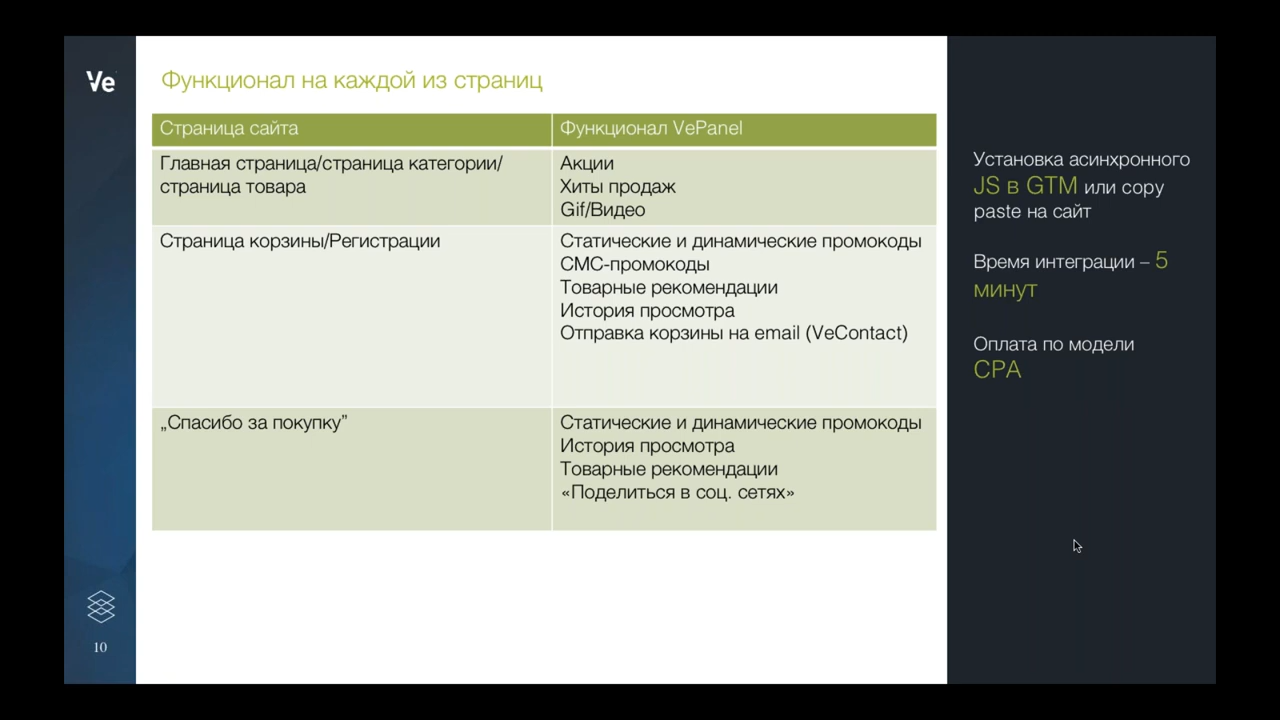 Ve
Функционал на каждой из страниц
Страница сайта
Функционал VePanel
Главная страница/страница категории/
страница товара
Акции
Хиты продаж
Gif/Видео
Страница корзины/Регистрации
Статические и динамические промокоды
СМС-промокоды
Товарные рекомендации
История просмотра
Отправка корзины на email (VeContact)
„Спасибо за покупку”
Статические и динамические промокоды
История просмотра
Товарные рекомендации
«Поделиться в соц. сетях»
Установка асинхронного
JS в GTM или copy
paste на сайт
Время интеграции – 5
минут
Оплата по модели
CPA
10